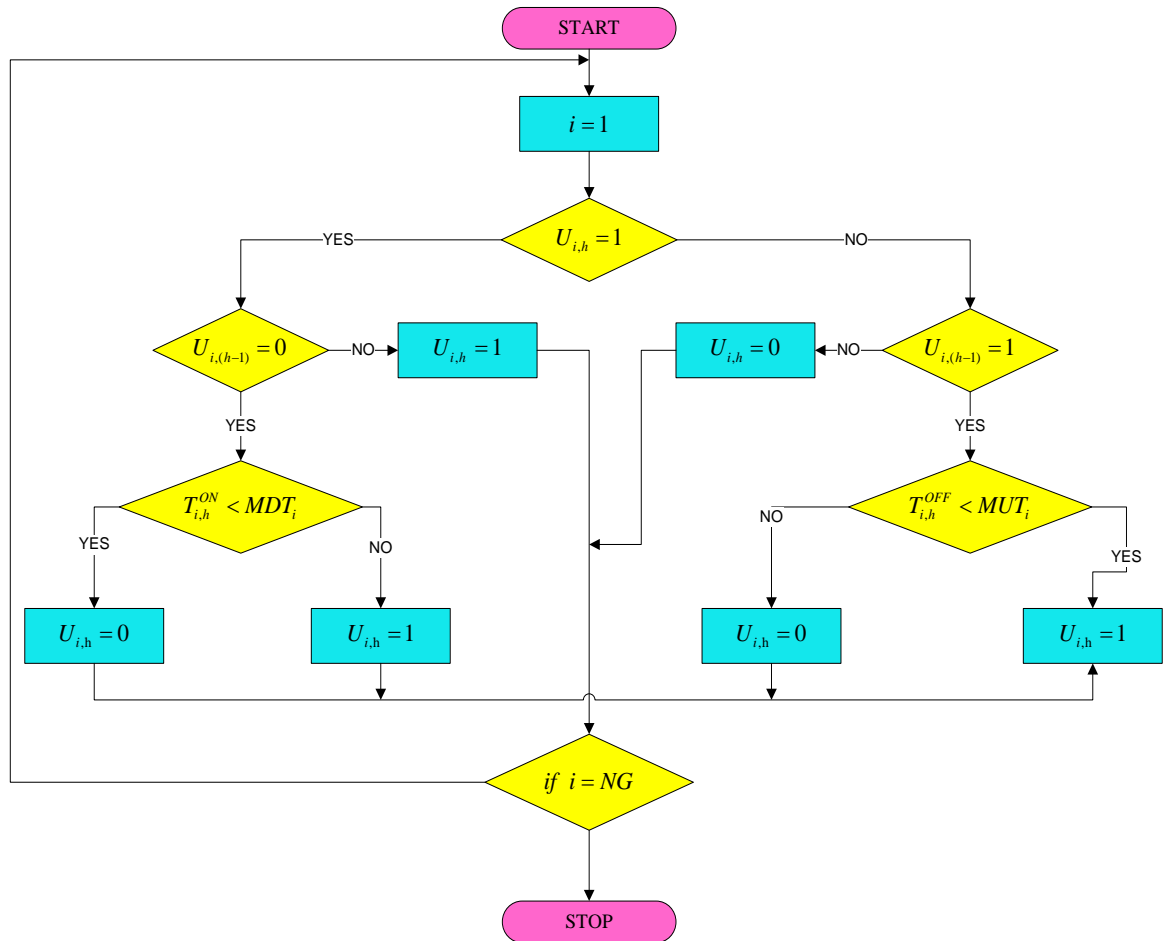 START
i = 1
U_{i,h} = 1
YES
NO
U_{i,(h-1)} = 0
NO
U_{i,h} = 1
U_{i,h} = 0
NO
U_{i,(h-1)} = 1
YES
YES
T_{i,h}^{ON} < MDT_i
T_{i,h}^{OFF} < MUT_i
YES
NO
NO
YES
U_{i,h} = 0
U_{i,h} = 1
U_{i,h} = 0
U_{i,h} = 1
if i = NG
STOP